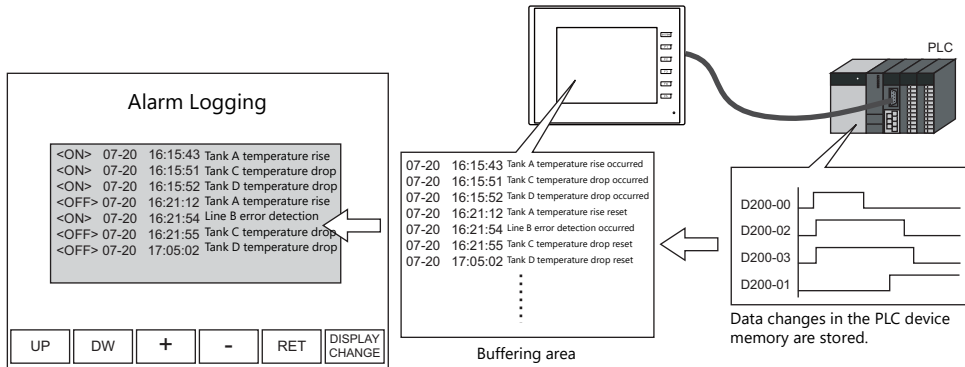 Alarm Logging
<ON> 07-20 16:15:43 Tank A temperature rise
<ON> 07-20 16:15:51 Tank C temperature drop
<ON> 07-20 16:15:52 Tank D temperature drop
<OFF> 07-20 16:21:12 Tank A temperature rise
<ON> 07-20 16:21:54 Line B error detection
<OFF> 07-20 16:21:55 Tank C temperature drop
<OFF> 07-20 17:05:02 Tank D temperature drop
UP DW + - RET DISPLAY CHANGE
07-20 16:15:43 Tank A temperature rise occurred
07-20 16:15:51 Tank C temperature drop occurred
07-20 16:15:52 Tank D temperature drop occurred
07-20 16:21:12 Tank A temperature rise reset
07-20 16:21:54 Line B error detection occurred
07-20 16:21:55 Tank C temperature drop reset
07-20 17:05:02 Tank D temperature drop reset
Buffering area
PLC
D200-00
D200-02
D200-03
D200-01
Data changes in the PLC device
memory are stored.